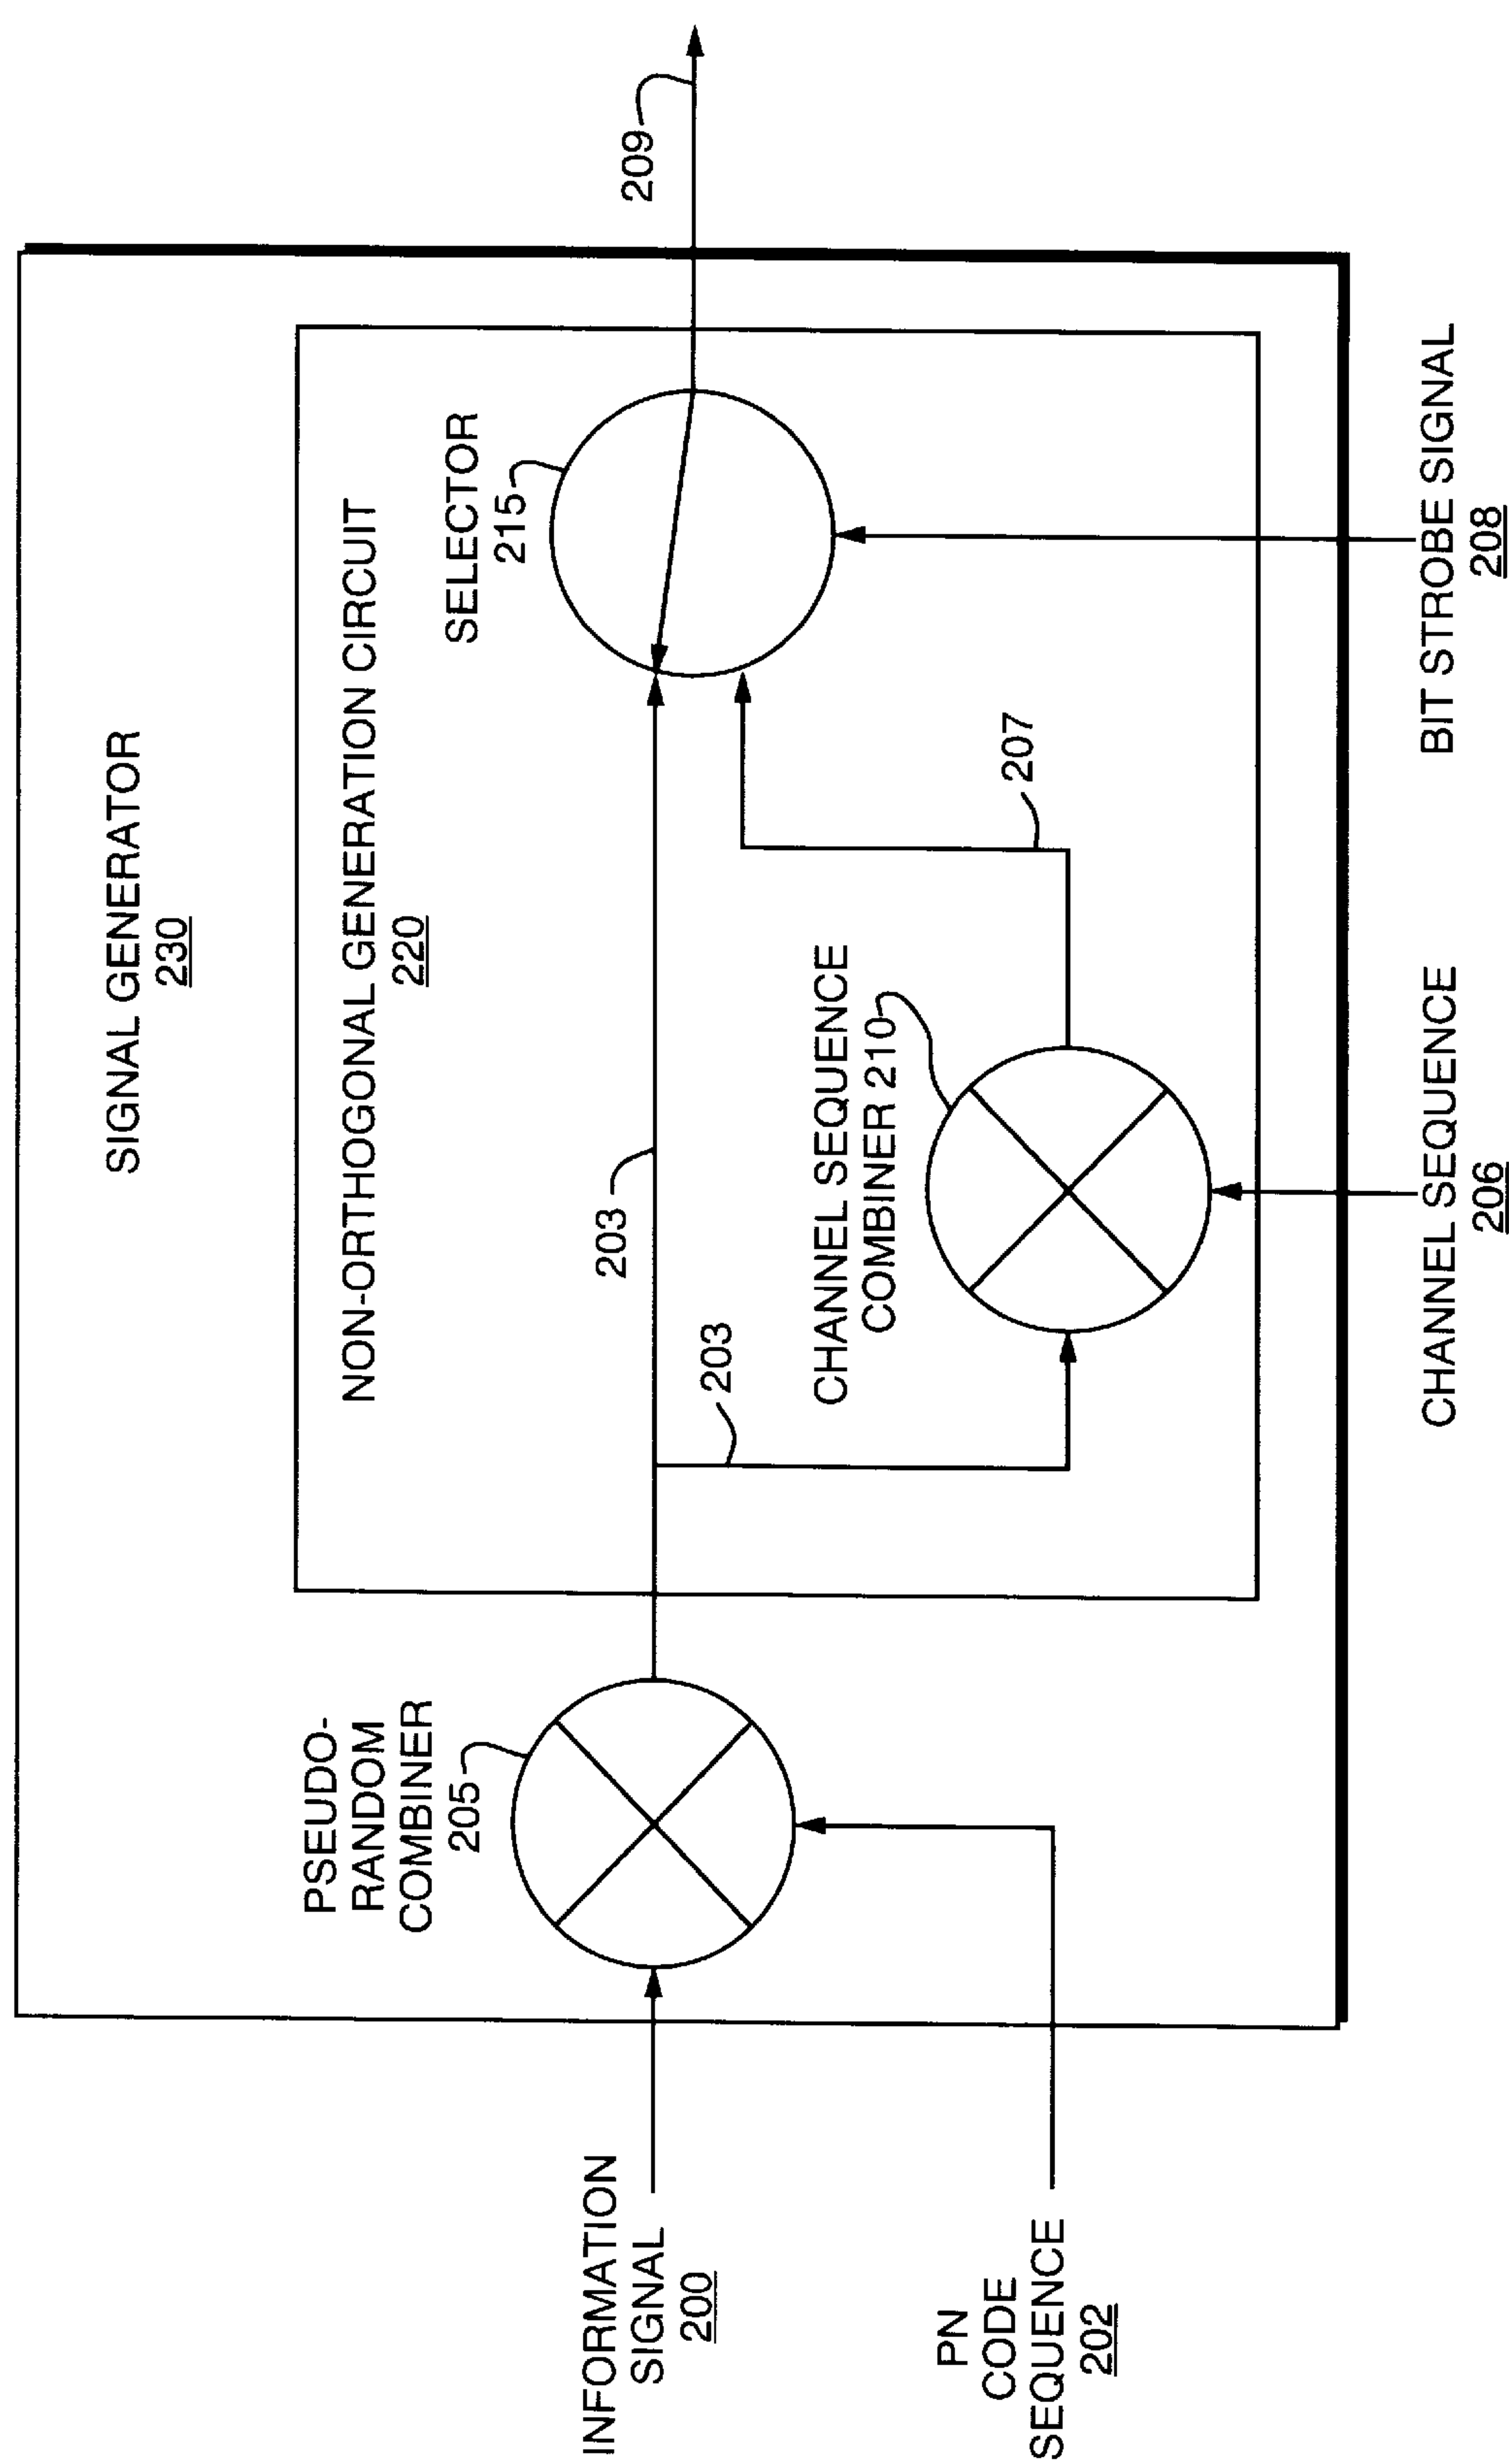 SIGNAL GENERATOR
230
NON-ORTHOGONAL GENERATION CIRCUIT
220
PSEUDO-
RANDOM
COMBINER
205
SELECTOR
215
209
203
203
CHANNEL SEQUENCE
COMBINER 210
207
INFORMATION
SIGNAL
200
PN
CODE
SEQUENCE
202
CHANNEL SEQUENCE
206
BIT STROBE SIGNAL
208